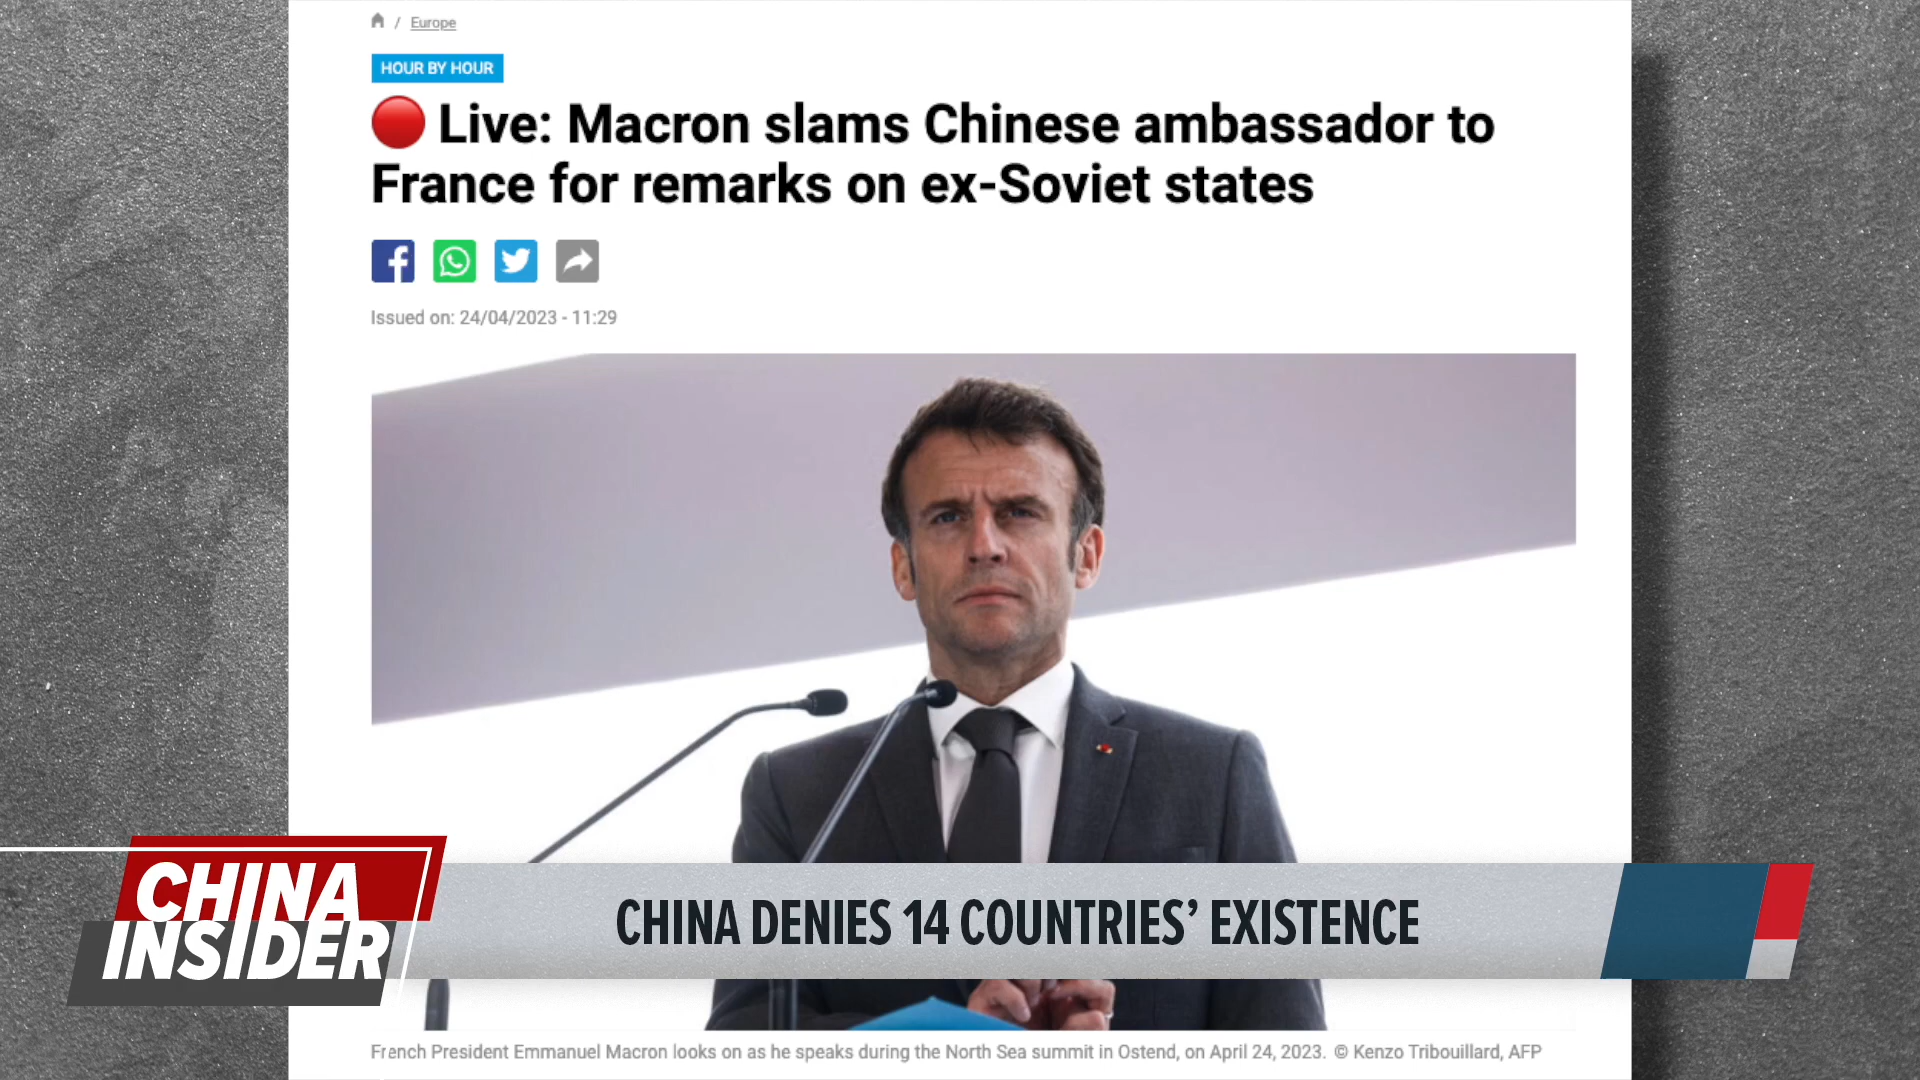 / Europe
HOUR BY HOUR
Live: Macron slams Chinese ambassador to
France for remarks on ex-Soviet states
Issued on: 24/04/2023 - 11:29
CHINA
INSIDER
CHINA DENIES 14 COUNTRIES’ EXISTENCE
French President Emmanuel Macron looks on as he speaks during the North Sea summit in Ostend, on April 24, 2023. © Kenzo Tribouillard, AFP